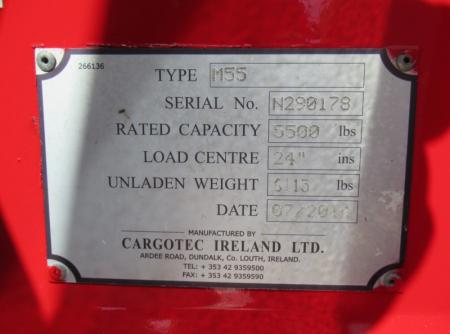 266136
TYPE M55
SERIAL No. N290178
RATED CAPACITY 5500 lbs
LOAD CENTRE 24" ins
UNLADEN WEIGHT lbs
DATE
MANUFACTURED BY
CARGOTEC IRELAND LTD.
ARDEE ROAD, DUNDALK, Co. LOUTH, IRELAND.
TEL: + 353 42 9359500
FAX: + 353 42 9359590